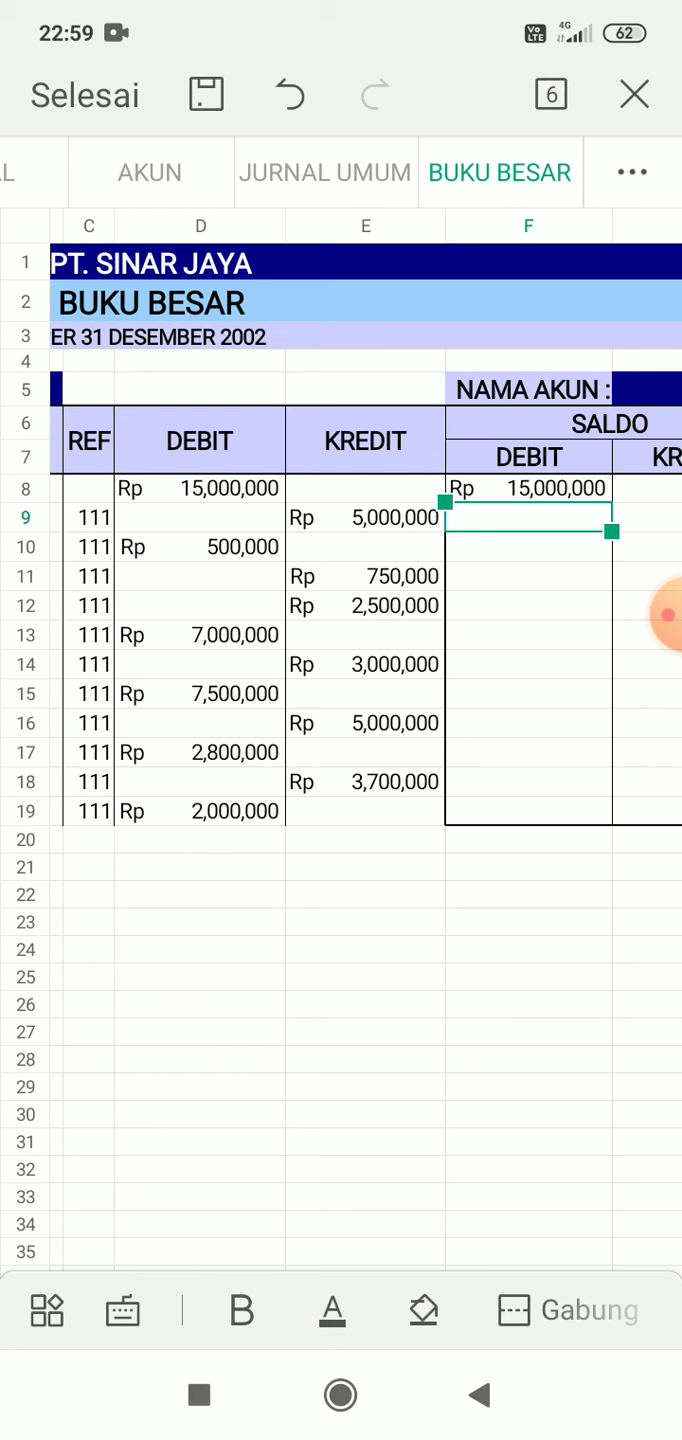 22:59 Vo LTE 4G 62
Selesai 6
L AKUN JURNAL UMUM BUKU BESAR
C D E F
1 PT. SINAR JAYA
2 BUKU BESAR
3 ER 31 DESEMBER 2002
4
5 NAMA AKUN :
6 SALDO
REF DEBIT KREDIT
7 DEBIT KR
8 Rp 15,000,000 Rp 15,000,000
9 111 Rp 5,000,000
10 111 Rp 500,000
11 111 Rp 750,000
12 111 Rp 2,500,000
13 111 Rp 7,000,000
14 111 Rp 3,000,000
15 111 Rp 7,500,000
16 111 Rp 5,000,000
17 111 Rp 2,800,000
18 111 Rp 3,700,000
19 111 Rp 2,000,000
20
21
22
23
24
25
26
27
28
29
30
31
32
33
34
35
B A Gabung